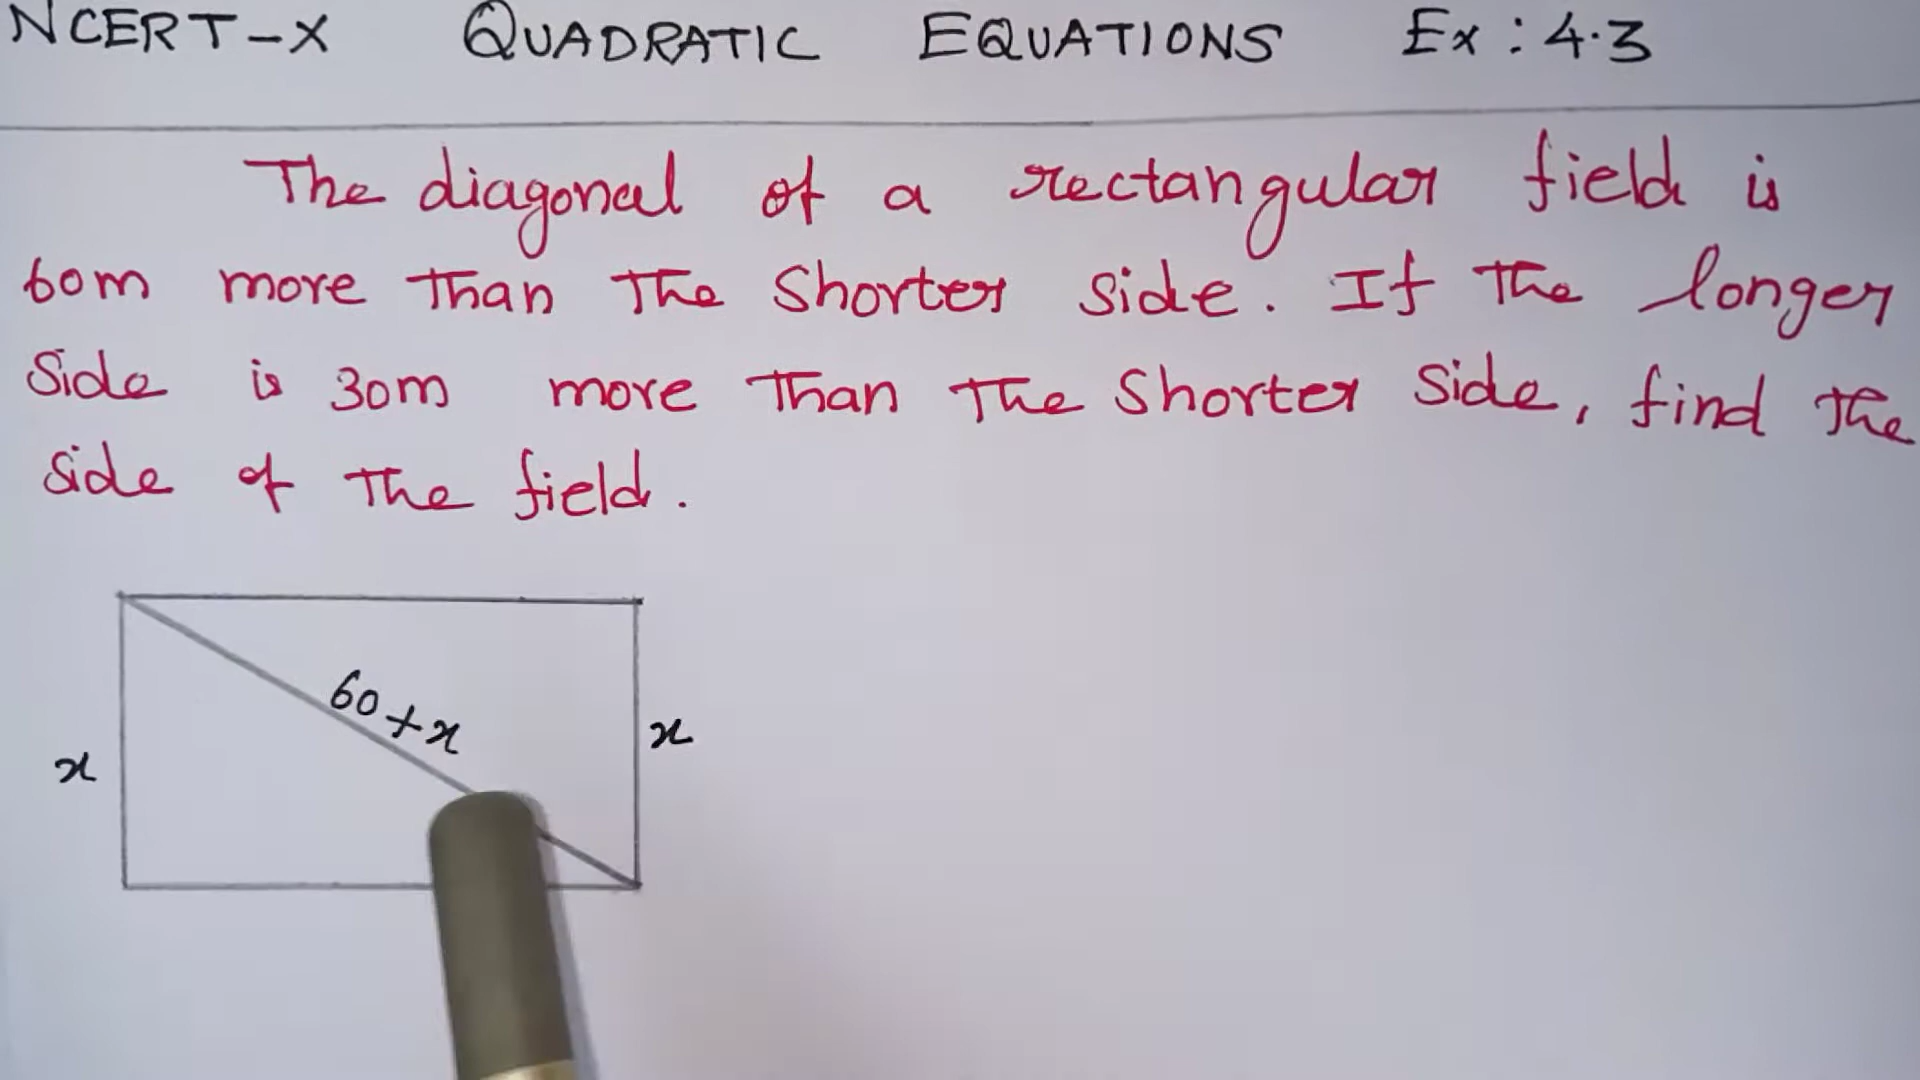 NCERT-X QUADRATIC EQUATIONS Ex: 4.3
The diagonal of a rectangular field is
60m more than the shorter side. If the longer
side is 30m more than the shorter side, find the
side of the field.
60+x
x
x